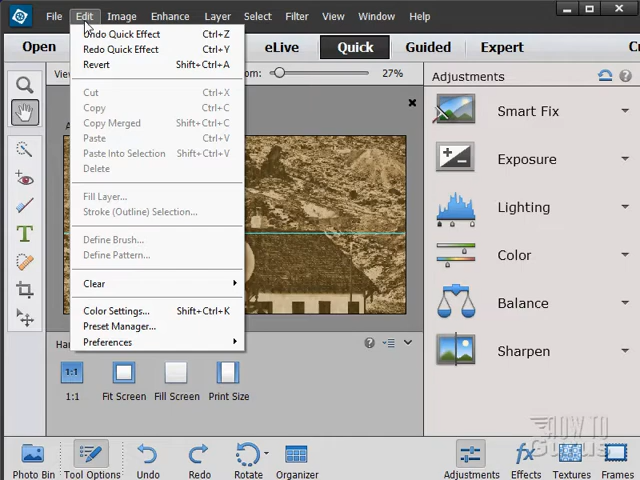 File Edit Image Enhance Layer Select Filter View Window Help
Open eLive Quick Guided Expert
Undo Quick Effect Ctrl+Z
Redo Quick Effect Ctrl+Y
Revert Shift+Ctrl+A
Cut Ctrl+X
Copy Ctrl+C
Copy Merged Shift+Ctrl+C
Paste Ctrl+V
Paste Into Selection Shift+Ctrl+V
Delete
Fill Layer...
Stroke (Outline) Selection...
Define Brush...
Define Pattern...
Clear
Color Settings... Shift+Ctrl+K
Preset Manager...
Preferences
27%
Adjustments
Smart Fix
Exposure
Lighting
Color
Balance
Sharpen
1:1
1:1 Fit Screen Fill Screen Print Size
HOW TO
Gurus
Photo Bin Tool Options Undo Redo Rotate Organizer Adjustments Effects Textures Frames